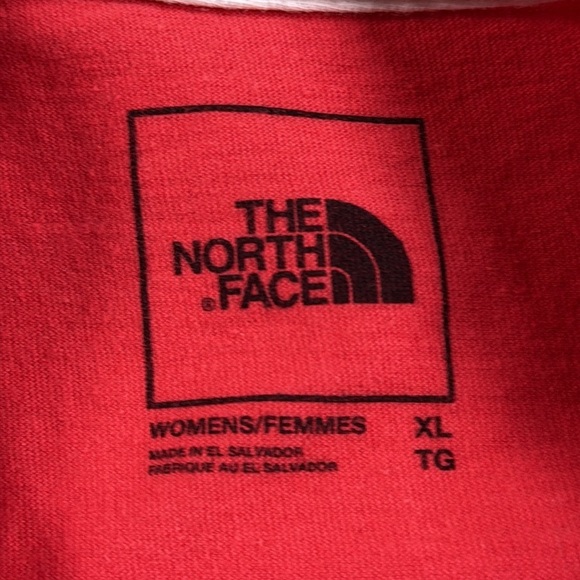 THE
NORTH
®FACE
WOMENS/FEMMES XL
MADE IN EL SALVADOR TG
FABRIQUE AU EL SALVADOR